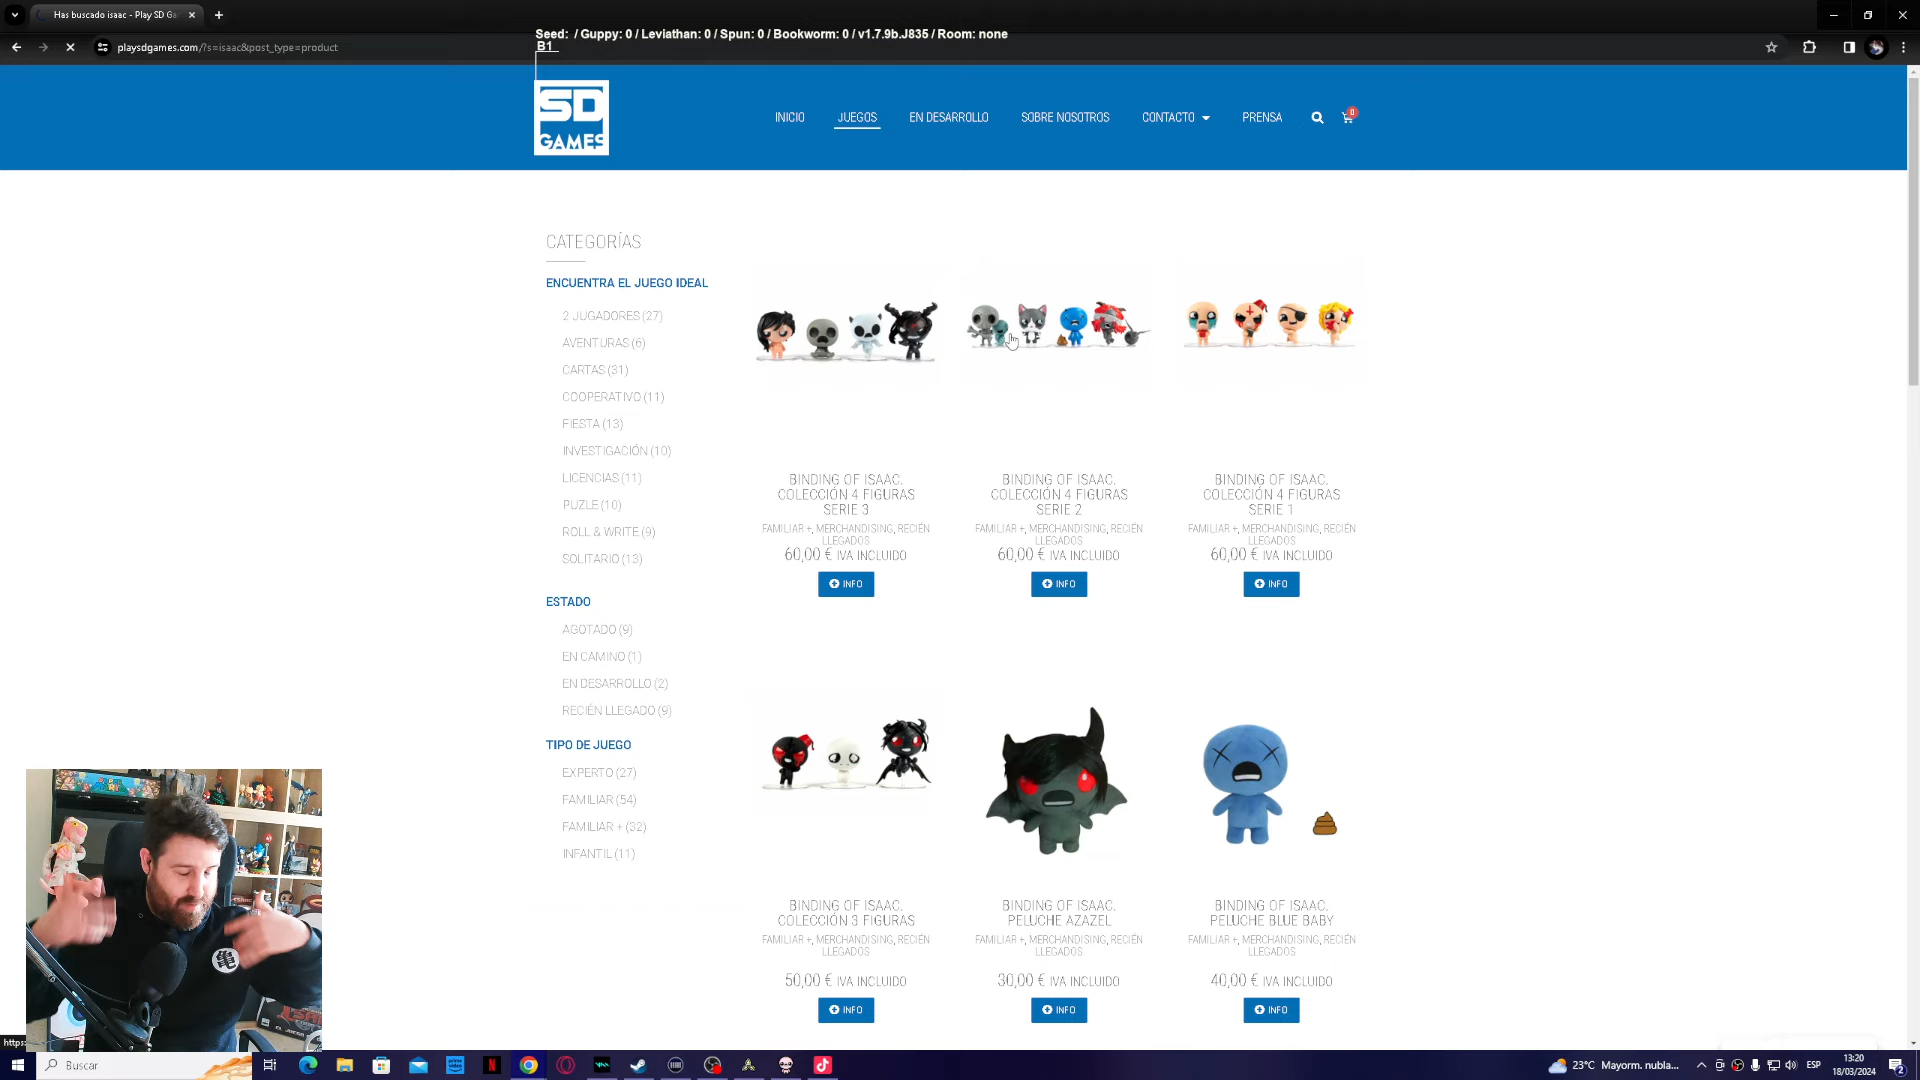 Has buscado isaac - Play SD Ga
playsdgames.com/?s=isaac&post_type=product
Seed: / Guppy: 0 / Leviathan: 0 / Spun: 0 / Bookworm: 0 / v1.7.9b.J835 / Room: none
B1
SD
GAMES
INICIO
JUEGOS
EN DESARROLLO
SOBRE NOSOTROS
CONTACTO
PRENSA
0
CATEGORÍAS
ENCUENTRA EL JUEGO IDEAL
2 JUGADORES (27)
AVENTURAS (6)
CARTAS (31)
COOPERATIVO (11)
FIESTA (13)
INVESTIGACIÓN (10)
LICENCIAS (11)
PUZLE (10)
ROLL & WRITE (9)
SOLITARIO (13)
ESTADO
AGOTADO (9)
EN CAMINO (1)
EN DESARROLLO (2)
RECIÉN LLEGADO (9)
TIPO DE JUEGO
EXPERTO (27)
FAMILIAR (54)
FAMILIAR + (32)
INFANTIL (11)
BINDING OF ISAAC.
COLECCIÓN 4 FIGURAS
SERIE 3
FAMILIAR +, MERCHANDISING, RECIÉN
LLEGADOS
60,00 € IVA INCLUIDO
INFO
BINDING OF ISAAC.
COLECCIÓN 4 FIGURAS
SERIE 2
FAMILIAR +, MERCHANDISING, RECIÉN
LLEGADOS
60,00 € IVA INCLUIDO
INFO
BINDING OF ISAAC.
COLECCIÓN 4 FIGURAS
SERIE 1
FAMILIAR +, MERCHANDISING, RECIÉN
LLEGADOS
60,00 € IVA INCLUIDO
INFO
BINDING OF ISAAC.
COLECCIÓN 3 FIGURAS
FAMILIAR +, MERCHANDISING, RECIÉN
LLEGADOS
50,00 € IVA INCLUIDO
INFO
BINDING OF ISAAC.
PELUCHE AZAZEL
FAMILIAR +, MERCHANDISING, RECIÉN
LLEGADOS
30,00 € IVA INCLUIDO
INFO
BINDING OF ISAAC.
PELUCHE BLUE BABY
FAMILIAR +, MERCHANDISING, RECIÉN
LLEGADOS
40,00 € IVA INCLUIDO
INFO
亀
https:
Buscar
23°C Mayorm. nubla...
ESP
13:20
18/03/2024
2